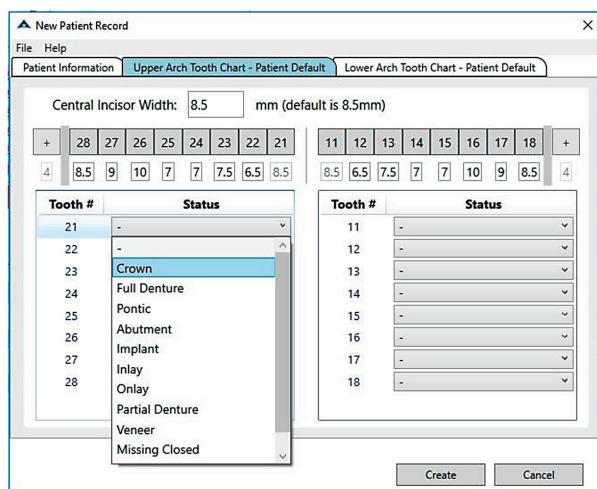 New Patient Record
File Help
Patient Information Upper Arch Tooth Chart - Patient Default Lower Arch Tooth Chart - Patient Default
Central Incisor Width: 8.5 mm (default is 8.5mm)
+ 28 27 26 25 24 23 22 21 11 12 13 14 15 16 17 18 +
4 8.5 9 10 7 7 7.5 6.5 8.5 8.5 6.5 7.5 7 7 10 9 8.5 4
Tooth # Status Tooth # Status
21 - 11 -
22 - 12 -
23 Crown 13 -
Full Denture
24 Pontic 14 -
25 Abutment 15 -
26 Implant 16 -
27 Inlay 17 -
28 Onlay 18 -
Partial Denture
Veneer
Missing Closed
Create Cancel